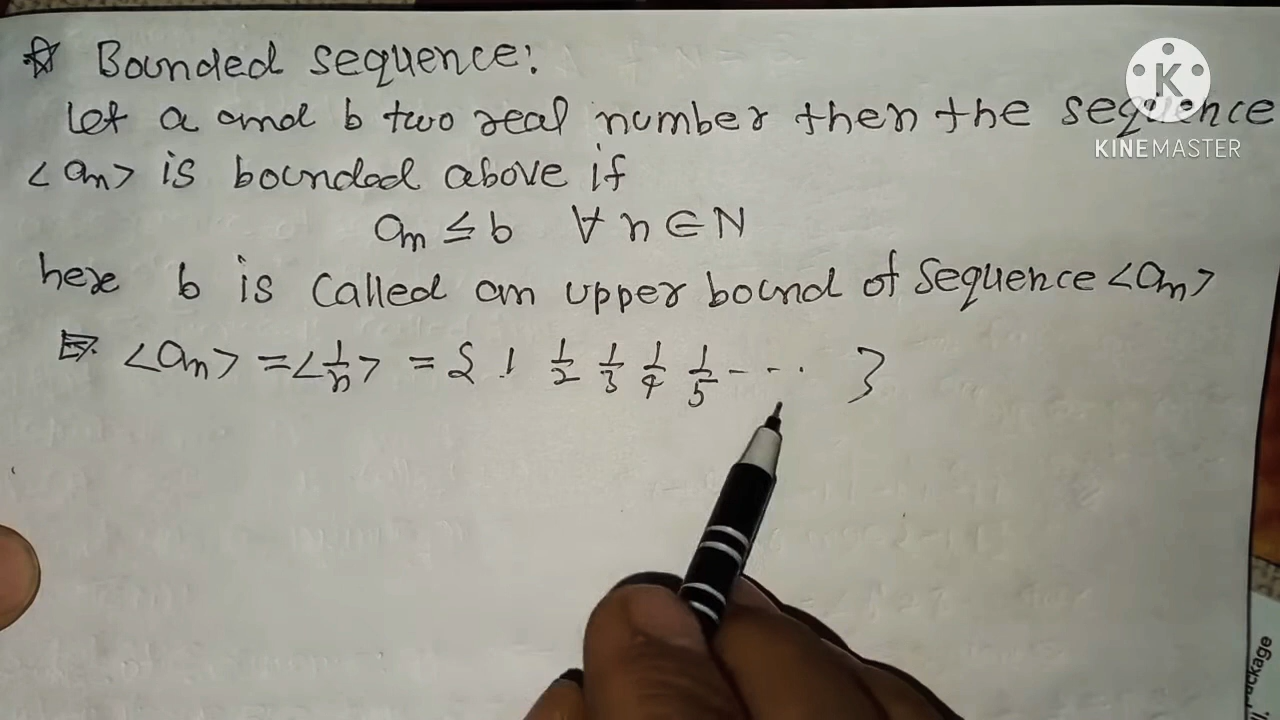 ☆ Bounded sequence:
Let a and b two real number then the sequence
<an> is bounded above if
an ≤ b ∀ n ∈ N
here b is called an upper bound of sequence <an>
Ex. <an> = <1/n> = { 1 1/2 1/3 1/4 1/5 - - - }
K
KINEMASTER
Package